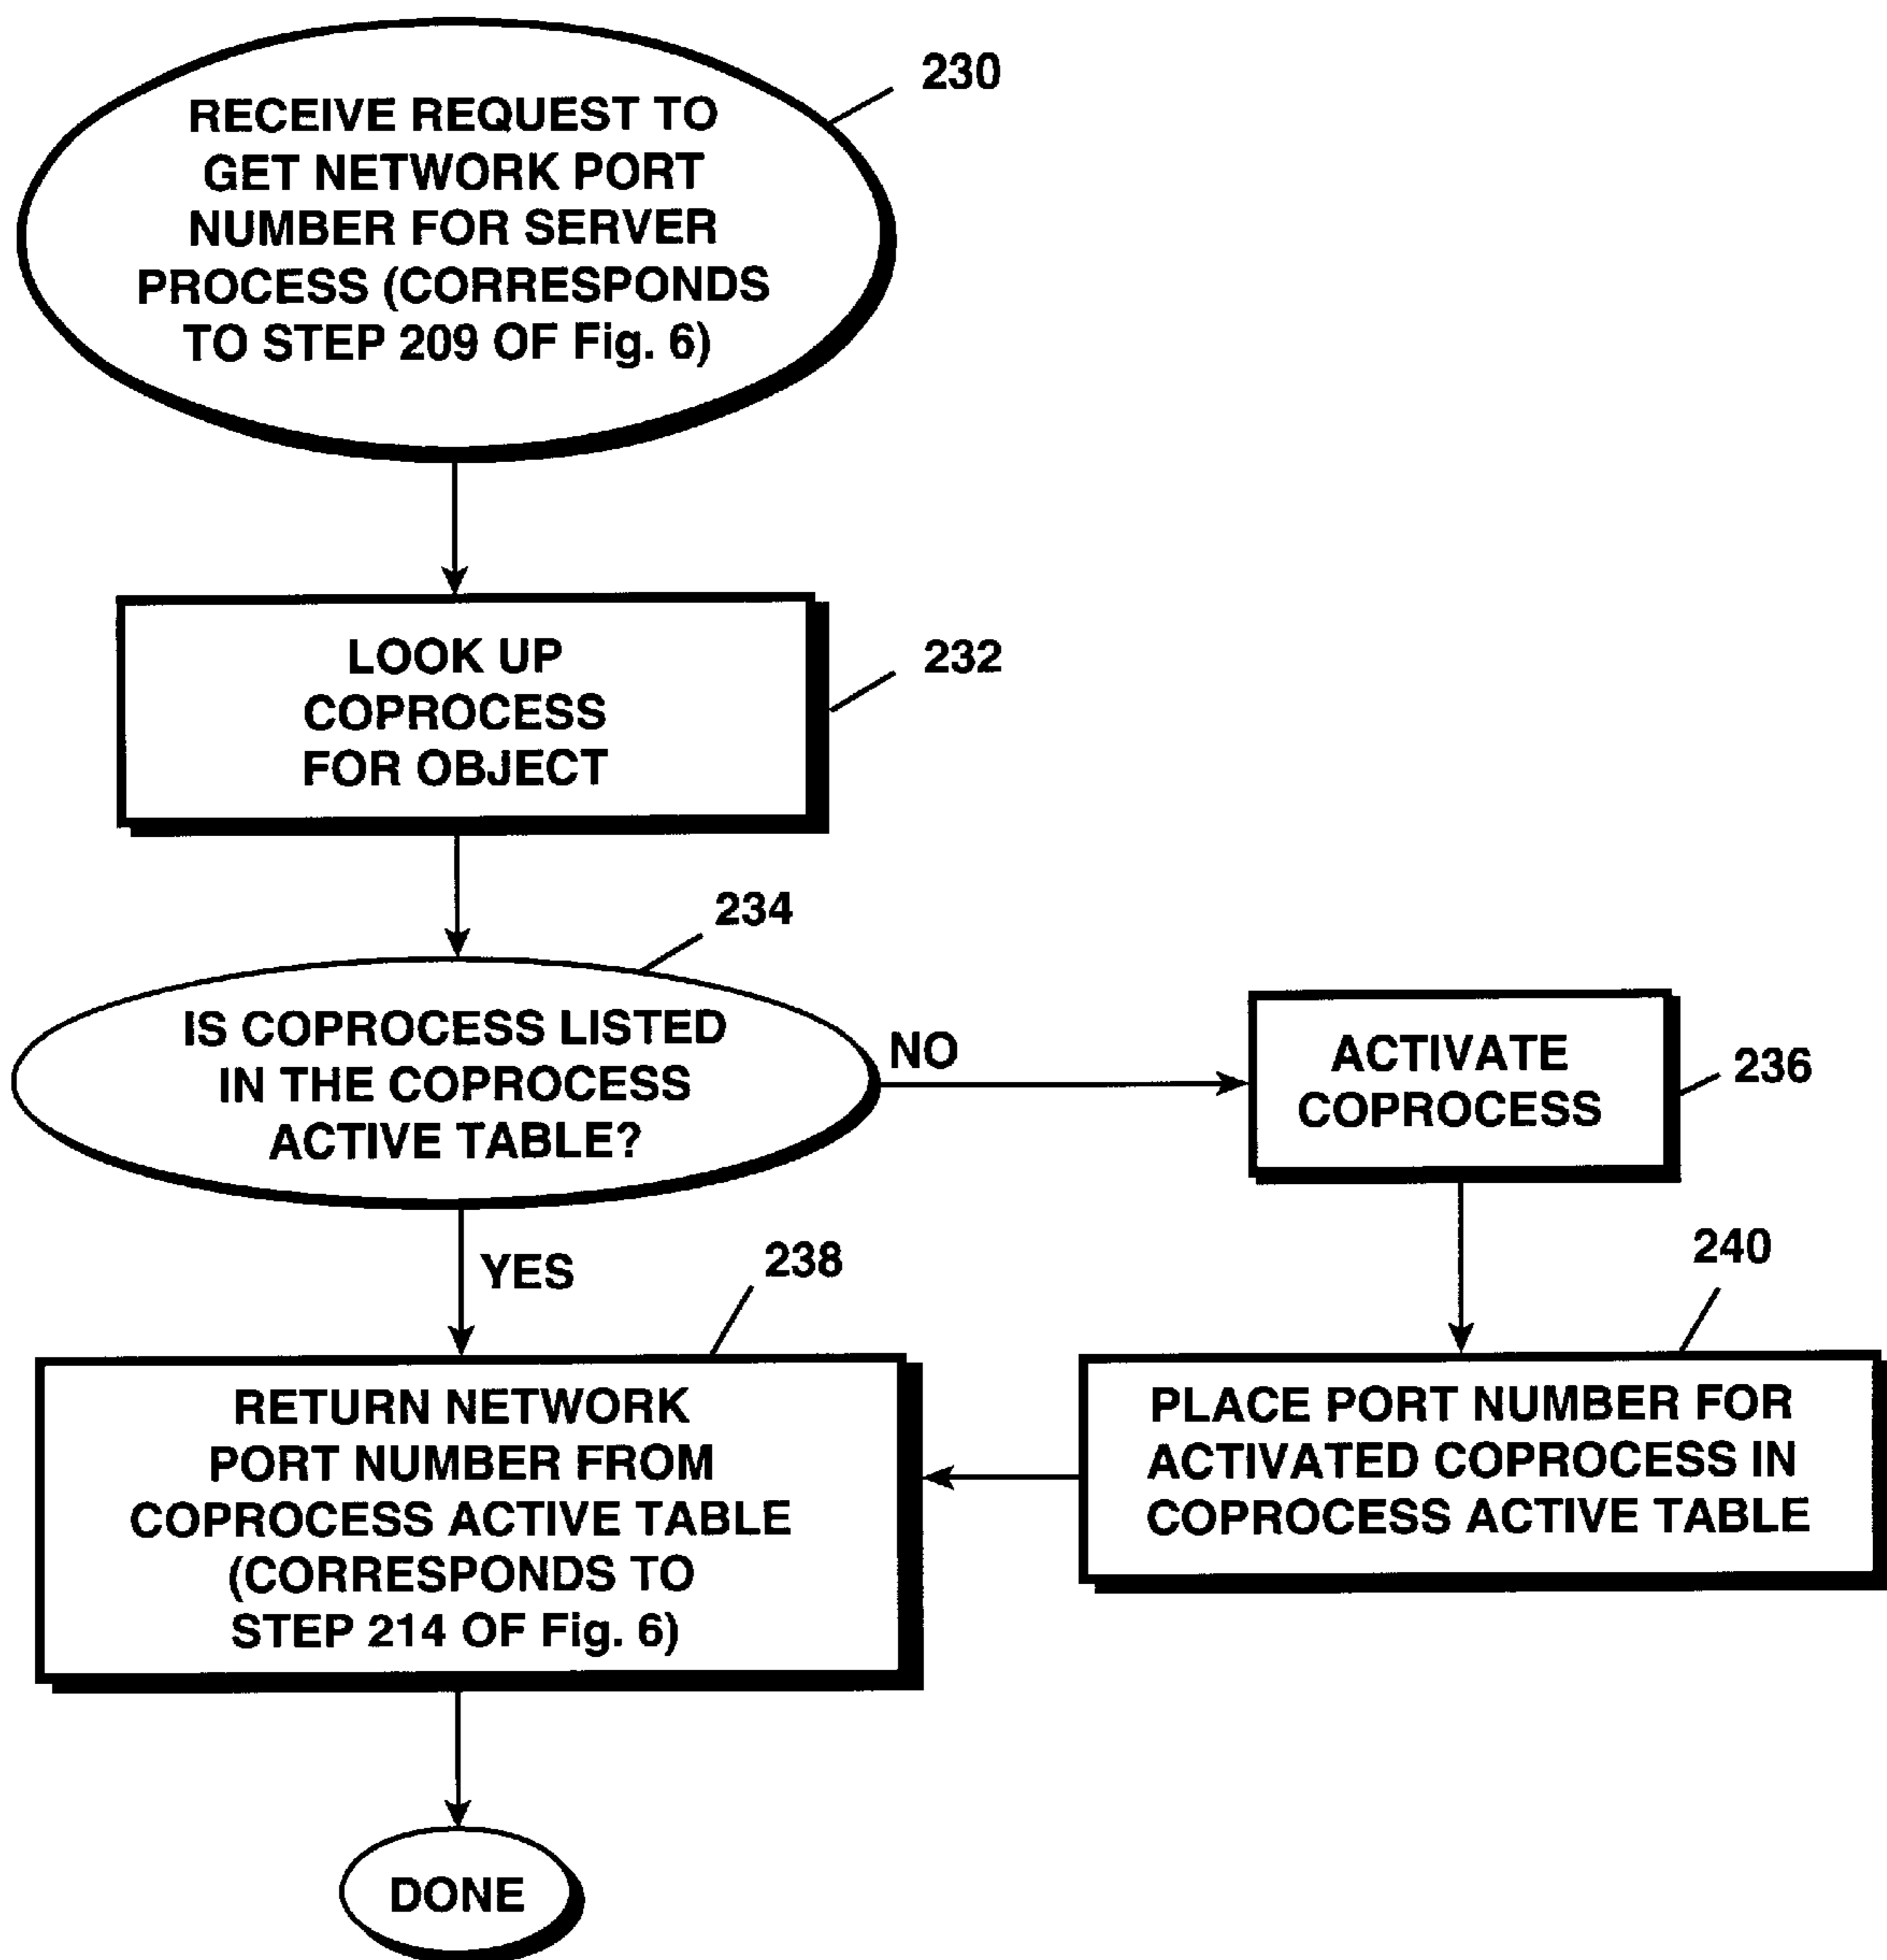 RECEIVE REQUEST TO
GET NETWORK PORT
NUMBER FOR SERVER
PROCESS (CORRESPONDS
TO STEP 209 OF Fig. 6)
230
LOOK UP
COPROCESS
FOR OBJECT
232
234
IS COPROCESS LISTED
IN THE COPROCESS
ACTIVE TABLE?
NO
ACTIVATE
COPROCESS
236
YES
238
240
RETURN NETWORK
PORT NUMBER FROM
COPROCESS ACTIVE TABLE
(CORRESPONDS TO
STEP 214 OF Fig. 6)
PLACE PORT NUMBER FOR
ACTIVATED COPROCESS IN
COPROCESS ACTIVE TABLE
DONE